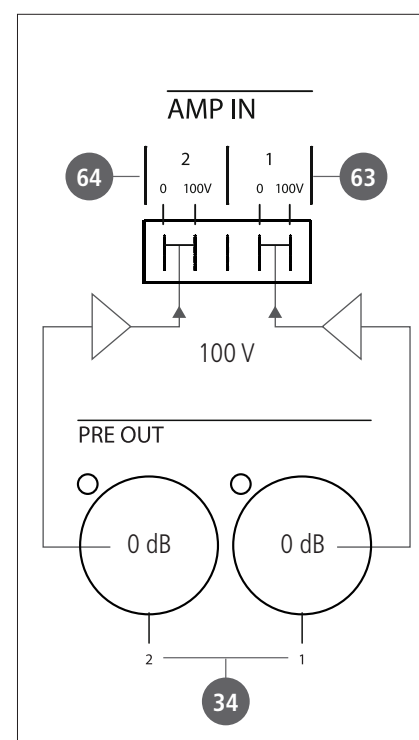 AMP IN
64 2 1 63
0 100V 0 100V
100 V
PRE OUT
0 dB 0 dB
2 1
34